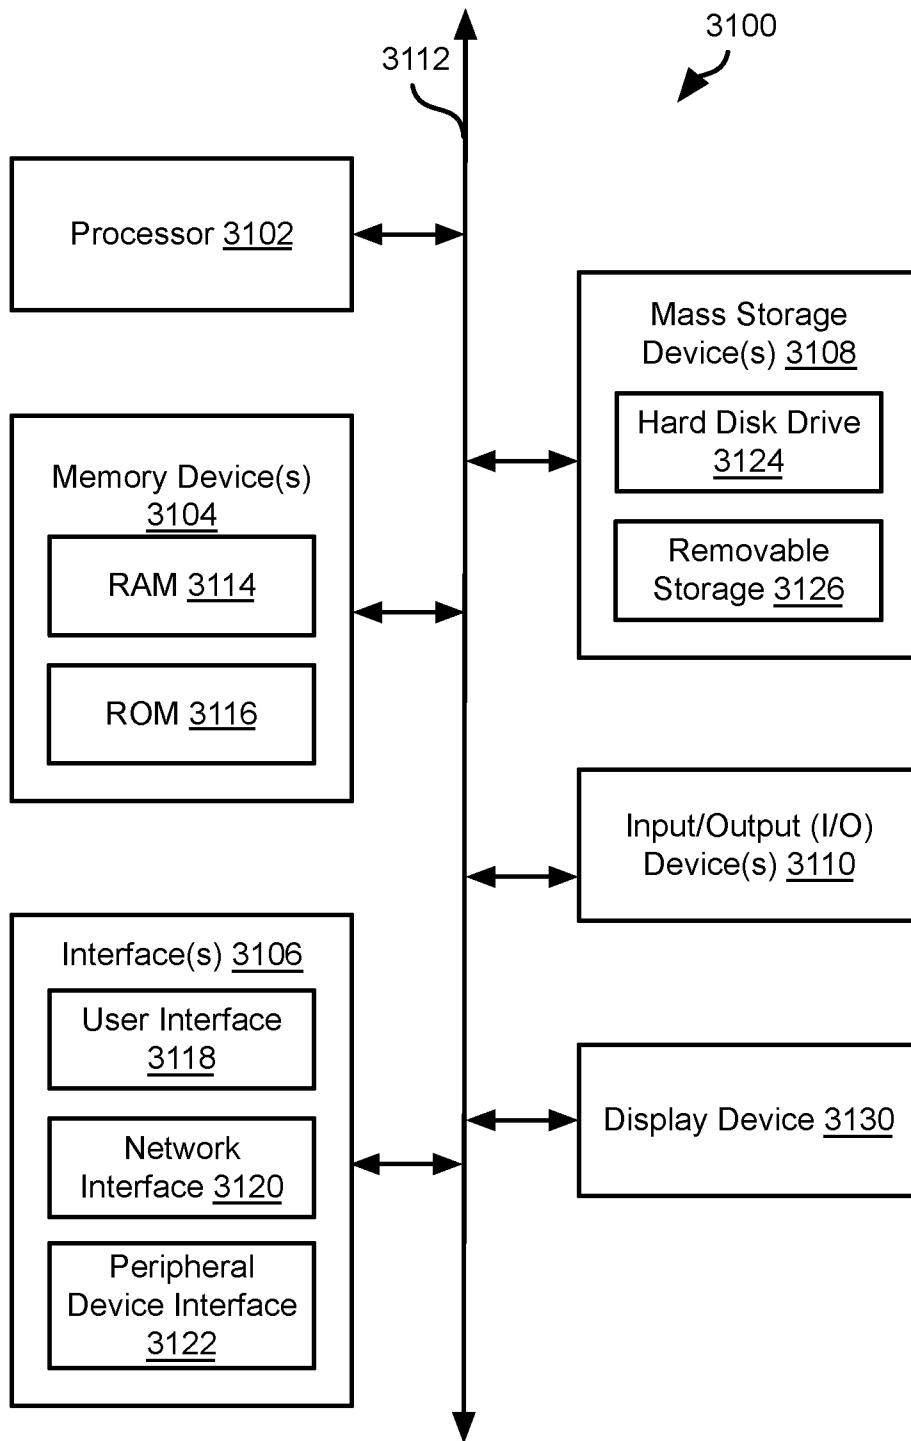 3100
3112
Processor 3102
Mass Storage
Device(s) 3108
Hard Disk Drive
3124
Removable
Storage 3126
Memory Device(s)
3104
RAM 3114
ROM 3116
Input/Output (I/O)
Device(s) 3110
Interface(s) 3106
User Interface
3118
Network
Interface 3120
Peripheral
Device Interface
3122
Display Device 3130